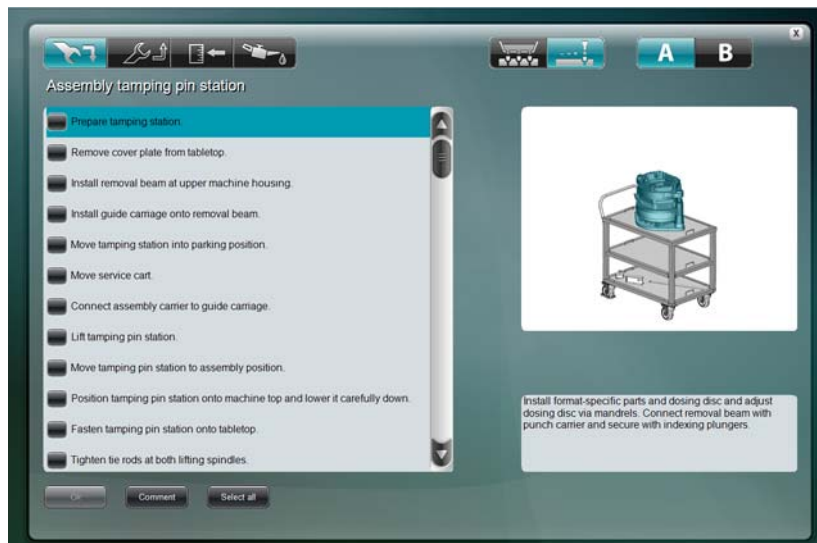 X
A B
Assembly tamping pin station
Prepare tamping station.
Remove cover plate from tabletop.
Install removal beam at upper machine housing.
Install guide carriage onto removal beam.
Move tamping station into parking position.
Move service cart.
Connect assembly carrier to guide carriage.
Lift tamping pin station.
Move tamping pin station to assembly position.
Position tamping pin station onto machine top and lower it carefully down.
Fasten tamping pin station onto tabletop.
Tighten tie rods at both lifting spindles.
Install format-specific parts and dosing disc and adjust
dosing disc via mandrels. Connect removal beam with
punch carrier and secure with indexing plungers.
Comment Select all